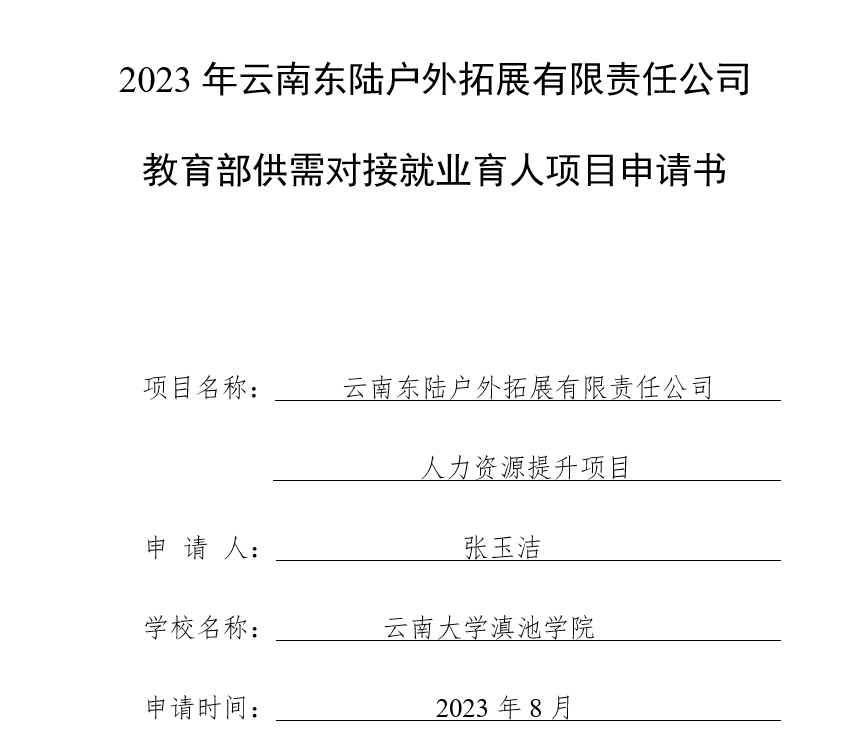 2023 年云南东陆户外拓展有限责任公司
教育部供需对接就业育人项目申请书
项目名称： 云南东陆户外拓展有限责任公司
人力资源提升项目
申 请 人： 张玉洁
学校名称： 云南大学滇池学院
申请时间： 2023 年 8 月